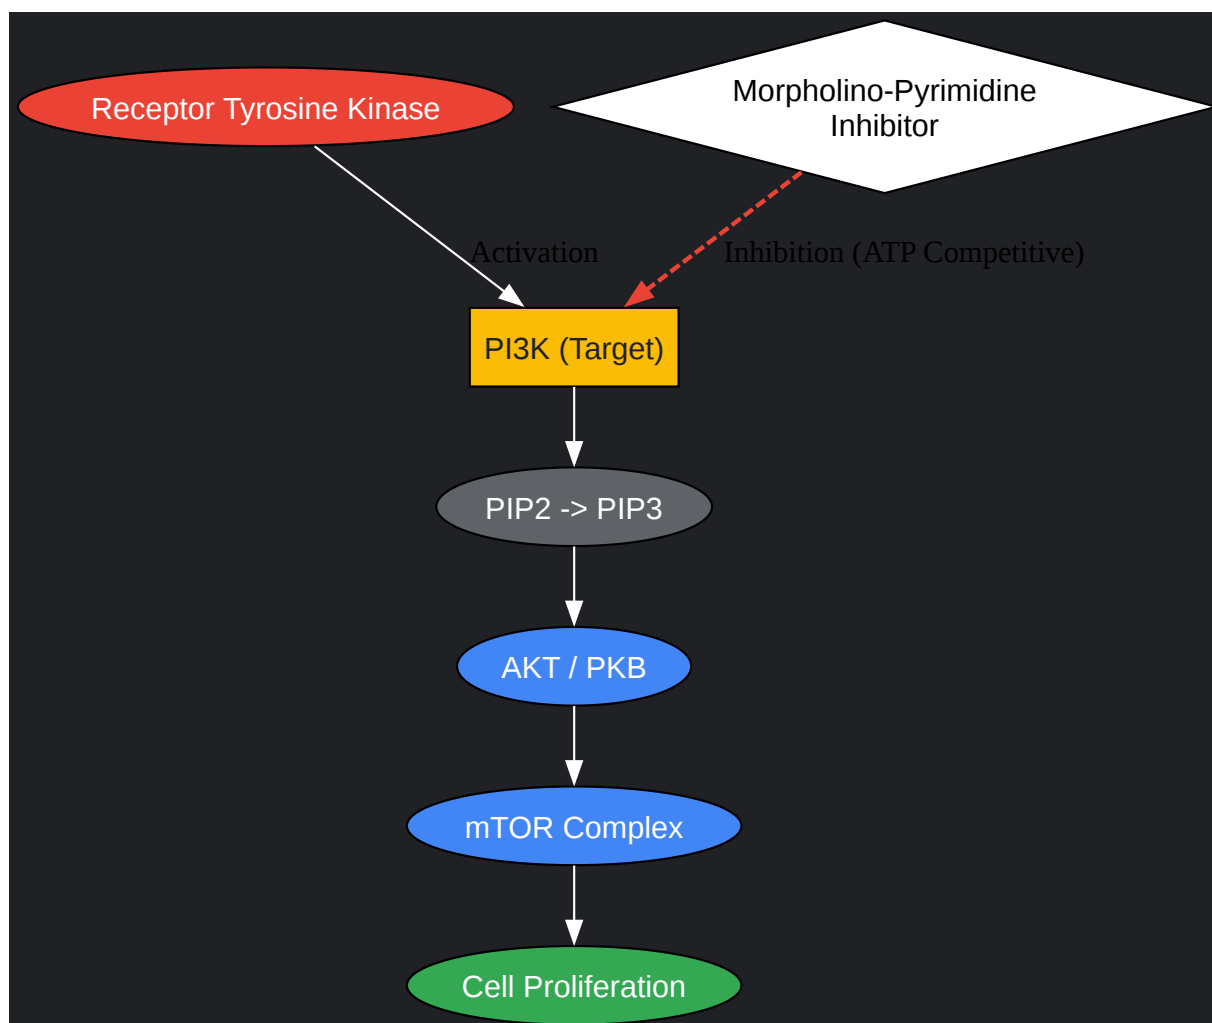 Receptor Tyrosine Kinase
Morpholino-Pyrimidine
Inhibitor
Activation
Inhibition (ATP Competitive)
PI3K (Target)
PIP2 -> PIP3
AKT / PKB
mTOR Complex
Cell Proliferation